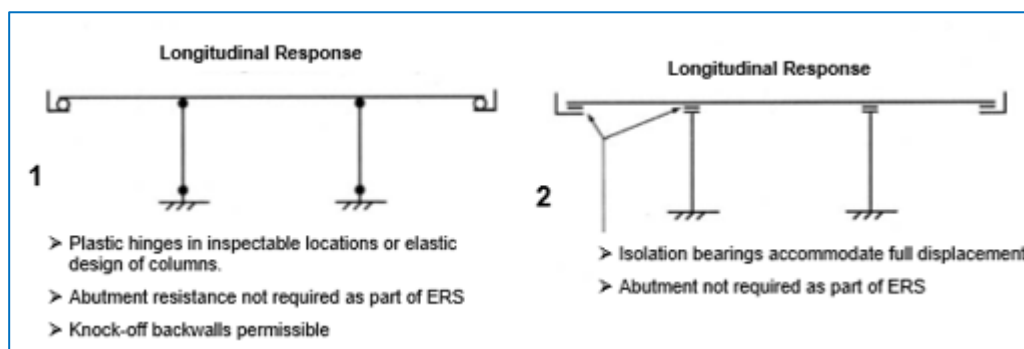 Longitudinal Response
1
➤ Plastic hinges in inspectable locations or elastic
design of columns.
➤ Abutment resistance not required as part of ERS
➤ Knock-off backwalls permissible
Longitudinal Response
2
➤ Isolation bearings accommodate full displacement
➤ Abutment not required as part of ERS